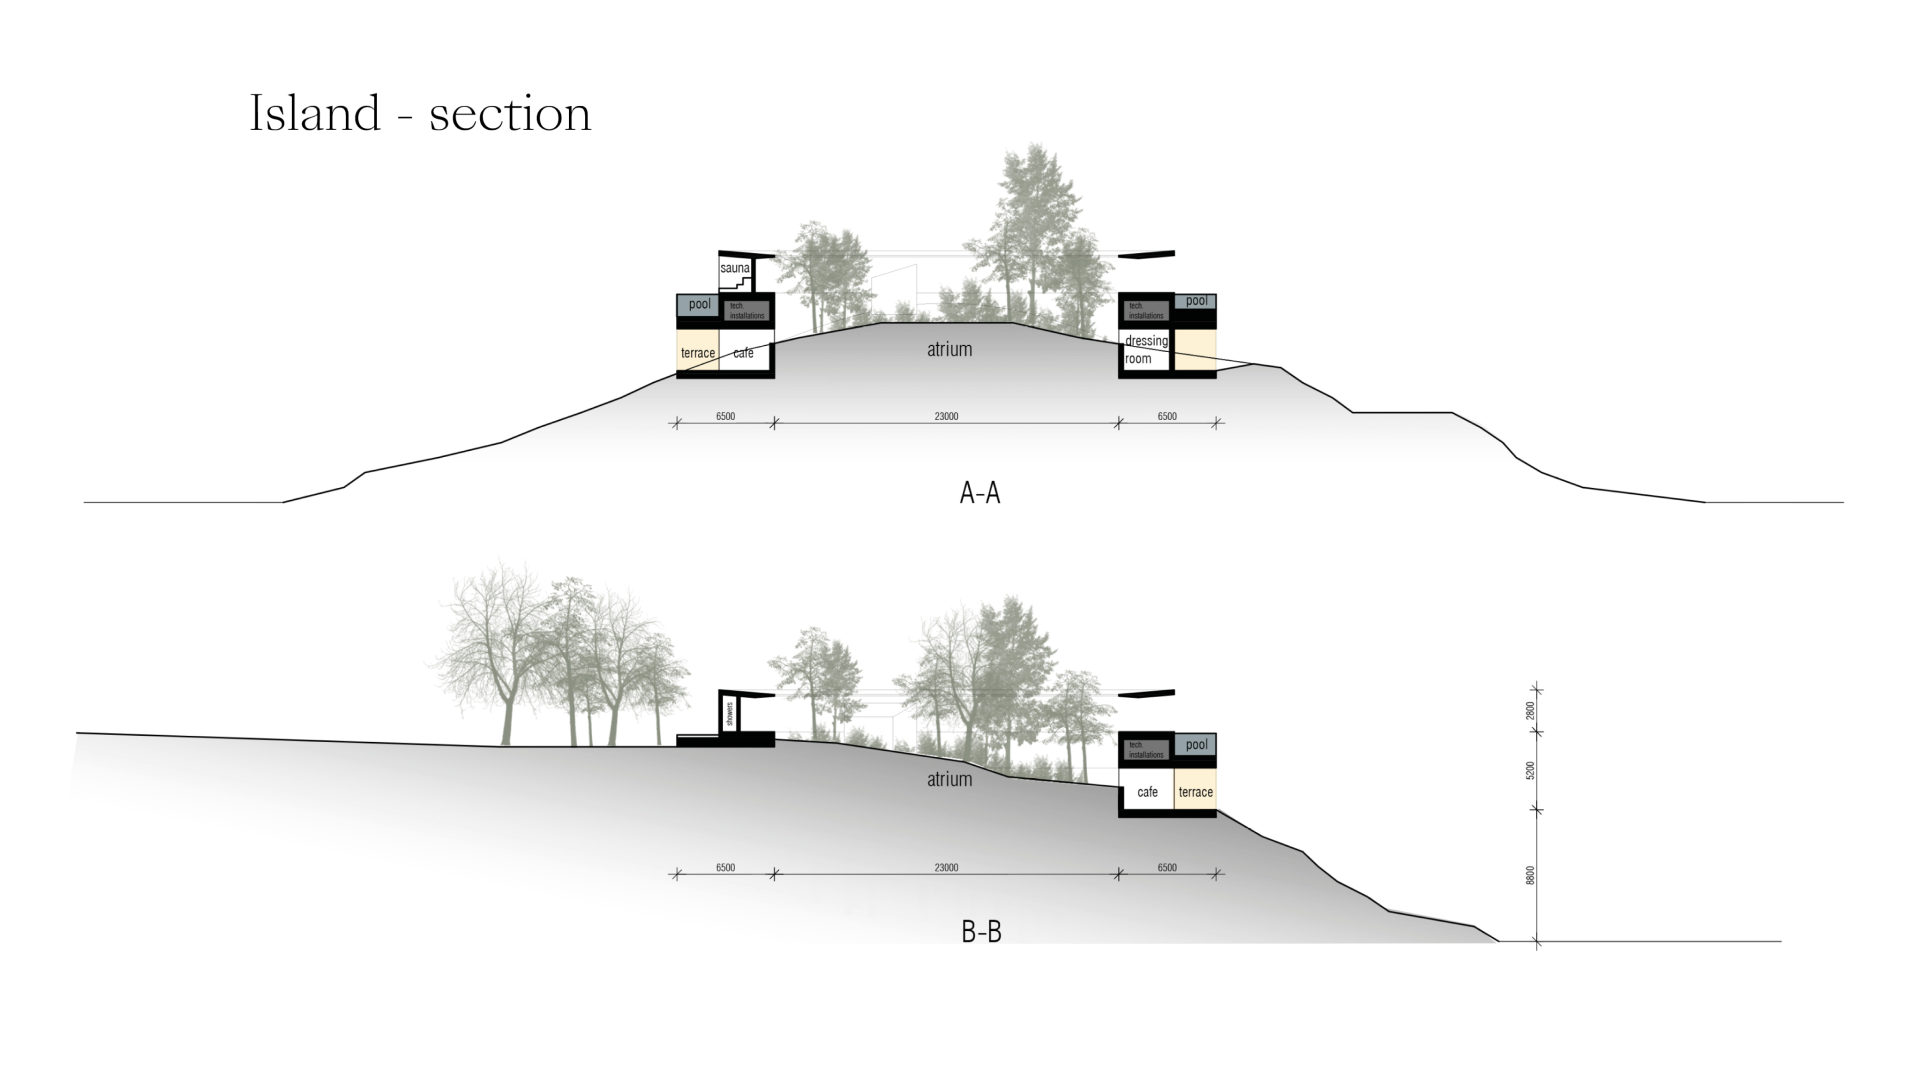 Island - section
sauna
pool
tech.
installations
terrace
cafe
atrium
tech.
installations
pool
dressing
room
6500
23000
6500
A-A
showers
atrium
tech.
installations
pool
cafe
terrace
2800
5200
8800
6500
23000
6500
B-B